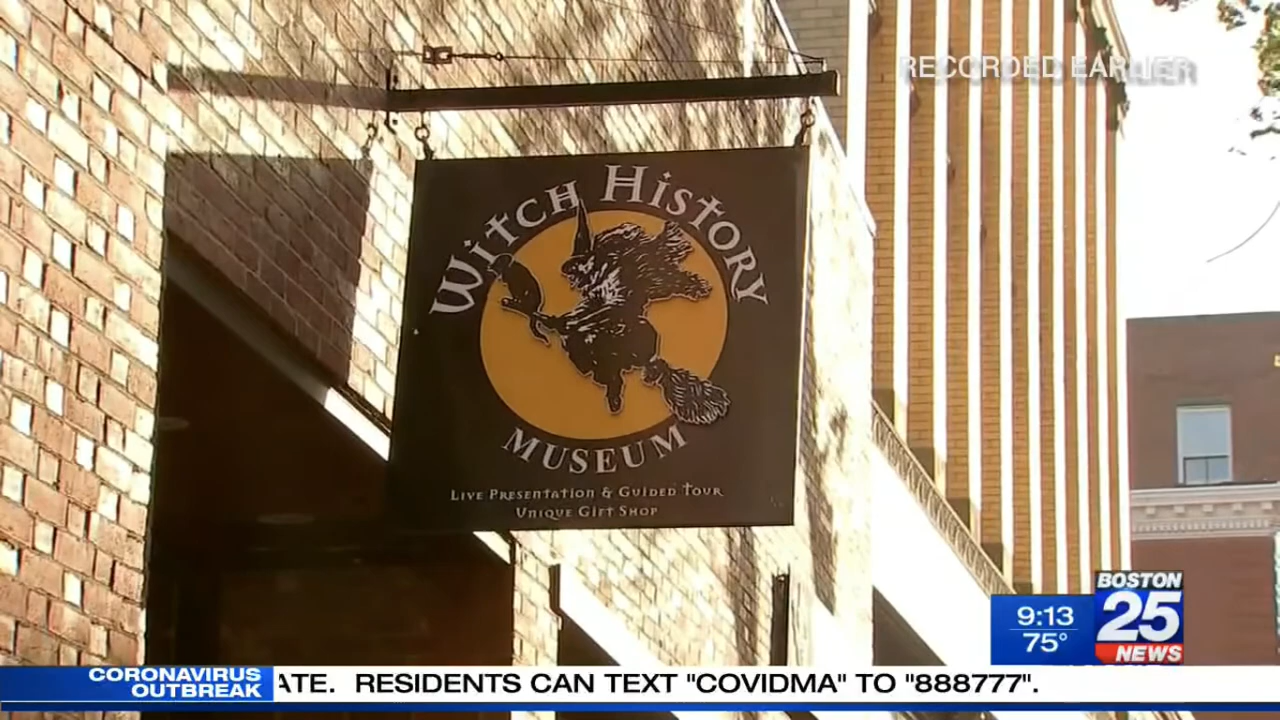 RECORDED EARLIER
Witch History
Museum
Live Presentation & Guided Tour
Unique Gift Shop
9:13
75°
BOSTON
25
NEWS
CORONAVIRUS
OUTBREAK
ATE. RESIDENTS CAN TEXT "COVIDMA" TO "888777".